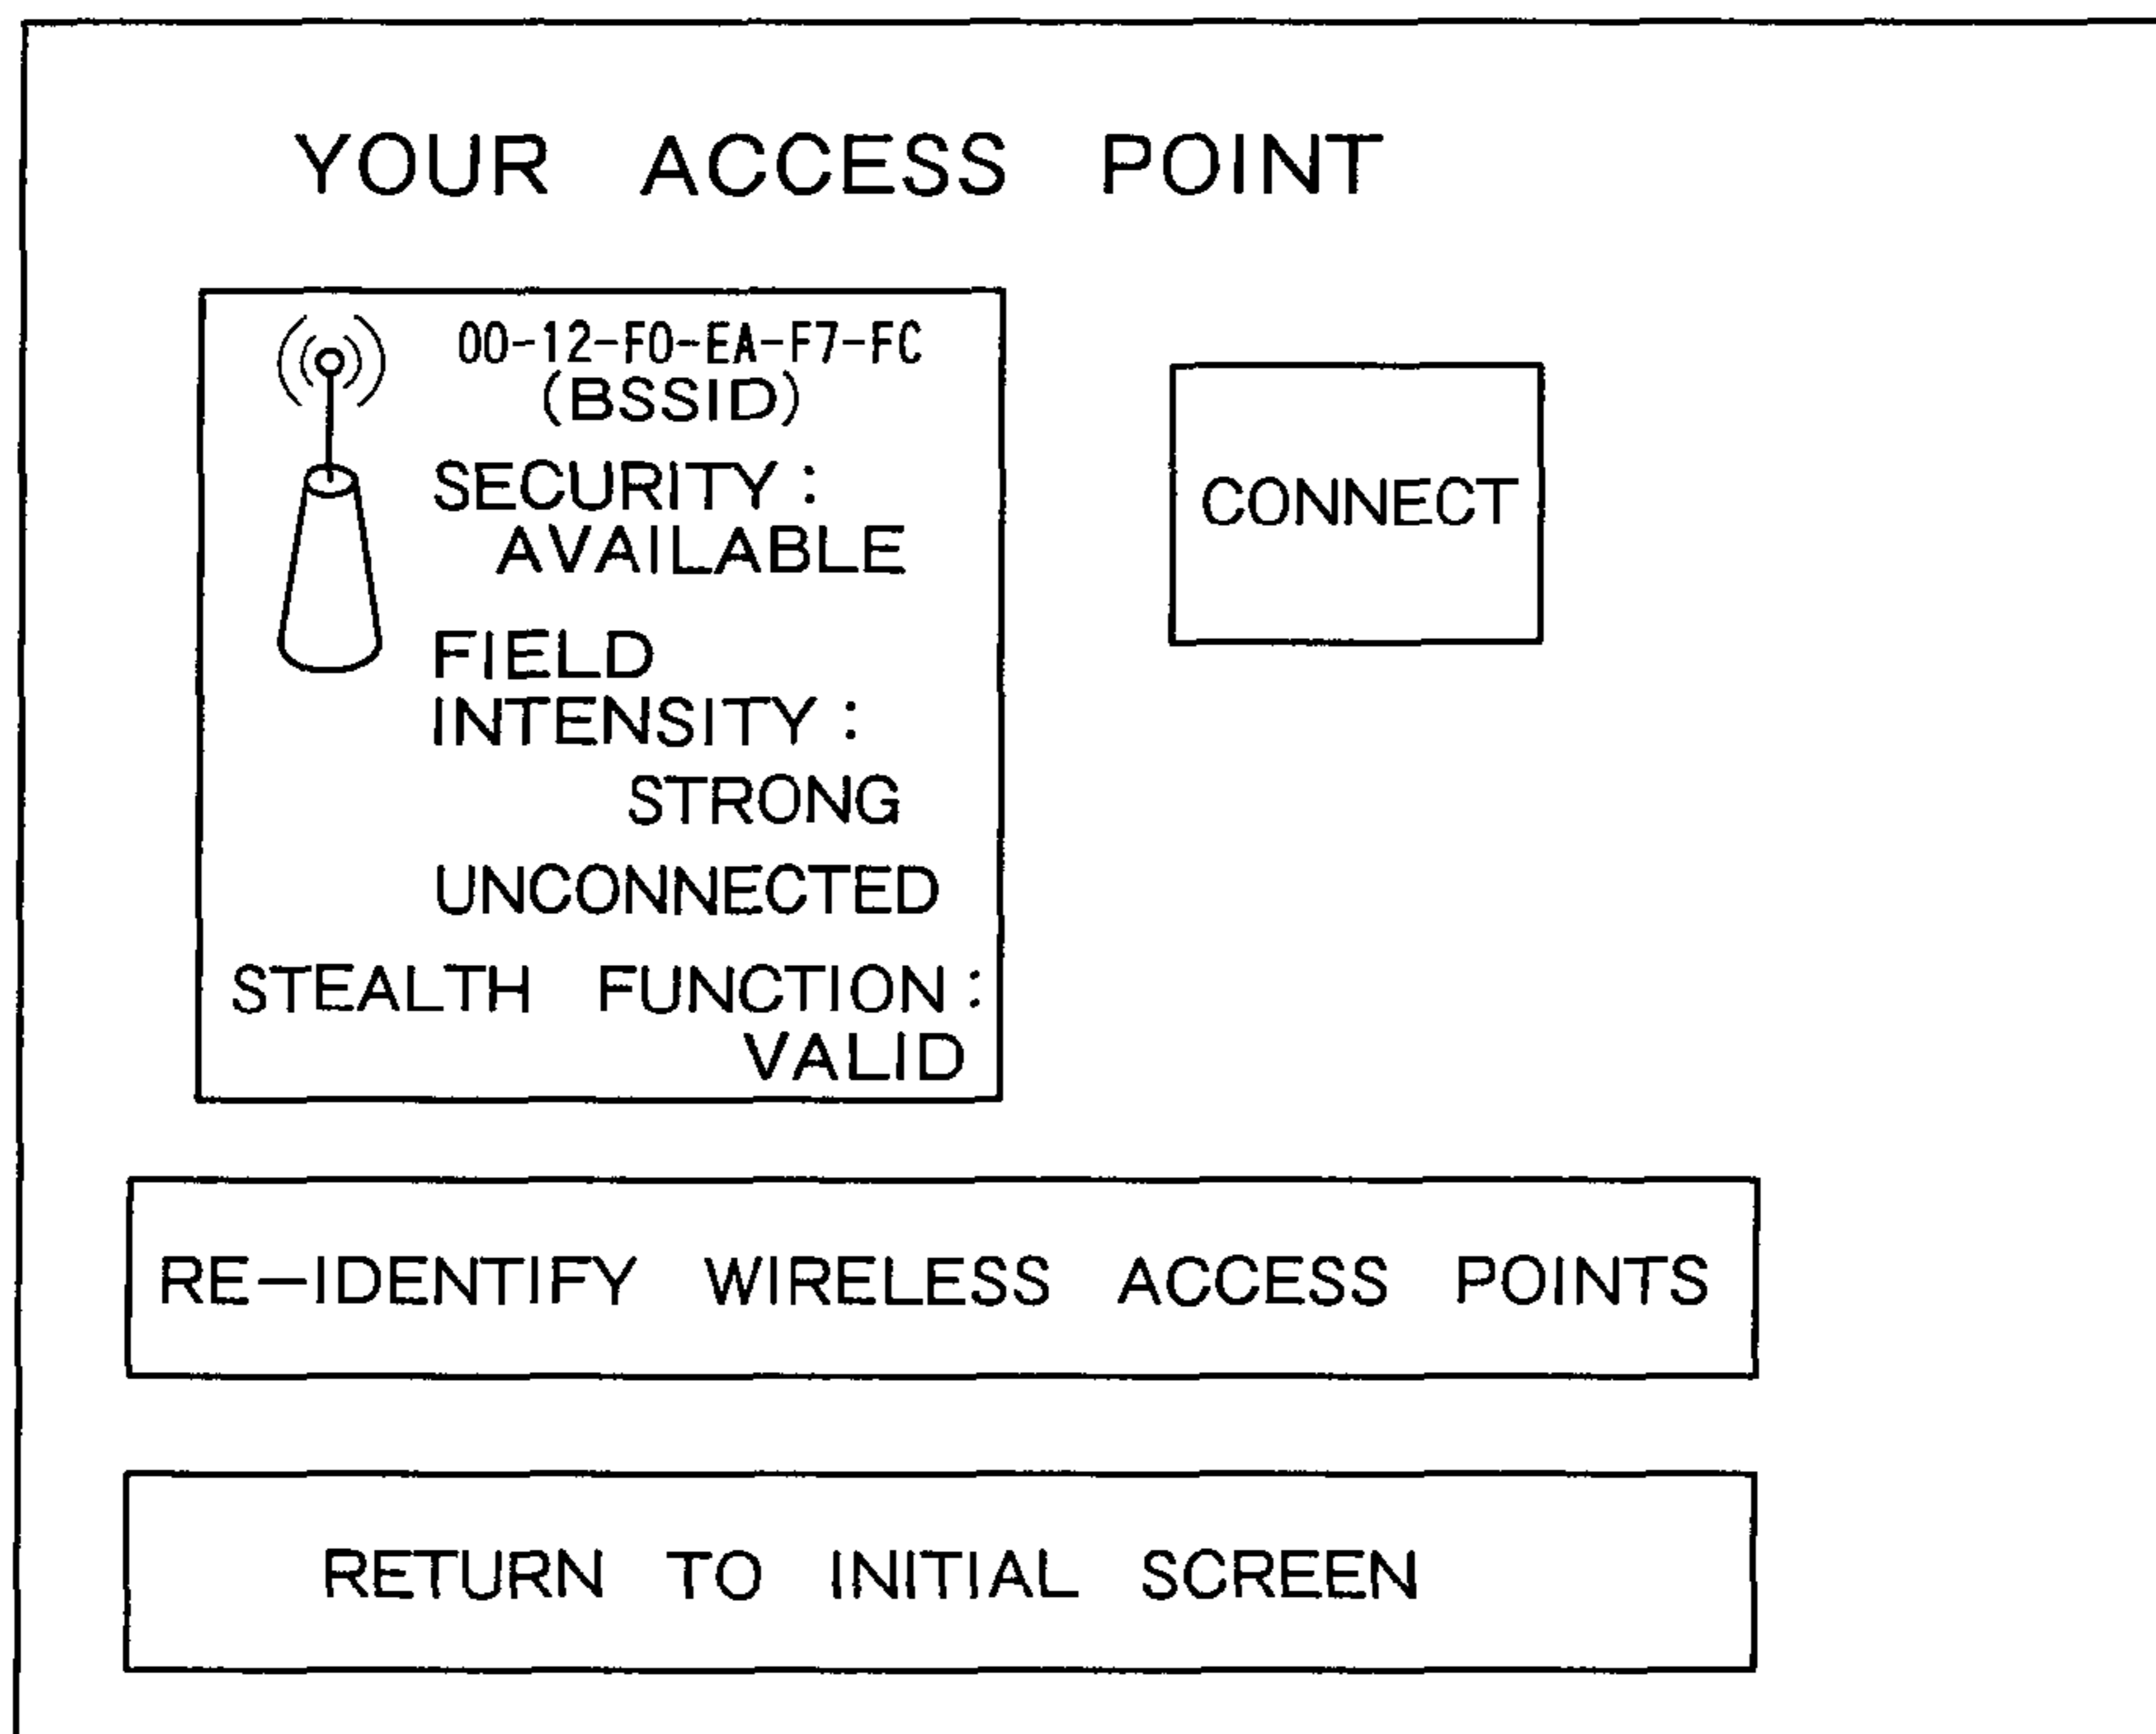 YOUR ACCESS POINT
00-12-F0-EA-F7-FC
(BSSID)
SECURITY:
AVAILABLE
FIELD
INTENSITY:
STRONG
UNCONNECTED
STEALTH FUNCTION:
VALID
CONNECT
RE-IDENTIFY WIRELESS ACCESS POINTS
RETURN TO INITIAL SCREEN